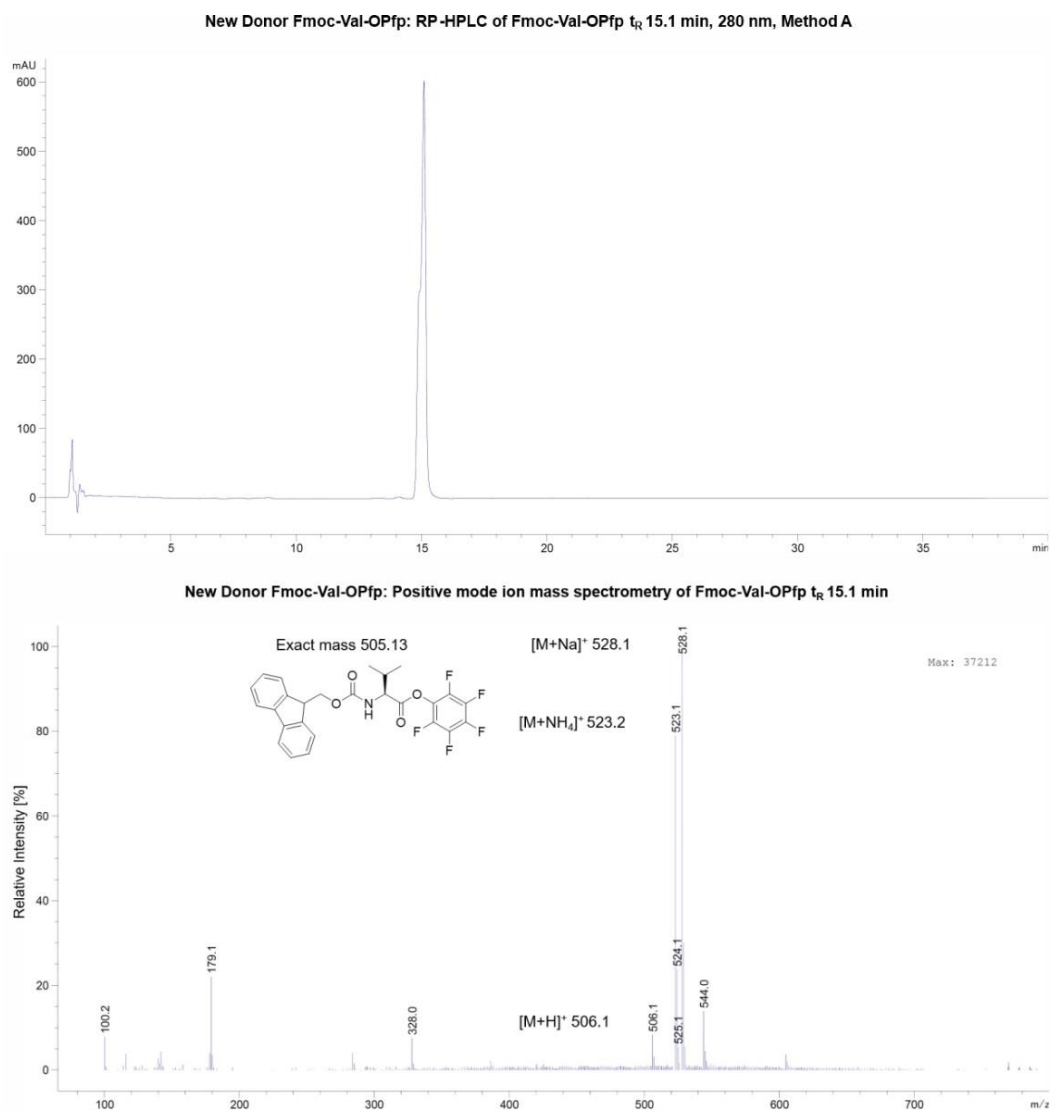 New Donor Fmoc-Val-OPfp: RP-HPLC of Fmoc-Val-OPfp tR 15.1 min, 280 nm, Method A
mAU
600
500
400
300
200
100
0
5 10 15 20 25 30 35 min
New Donor Fmoc-Val-OPfp: Positive mode ion mass spectrometry of Fmoc-Val-OPfp tR 15.1 min
Exact mass 505.13
[M+Na]+ 528.1
528.1
Max: 37212
O
O
N
H
O
O
F
F
F
F
F
[M+NH4]+ 523.2
523.1
524.1
525.1
179.1
100.2
328.0
[M+H]+ 506.1
506.1
544.0
Relative Intensity [%]
100
80
60
40
20
0
100 200 300 400 500 600 700 m/z